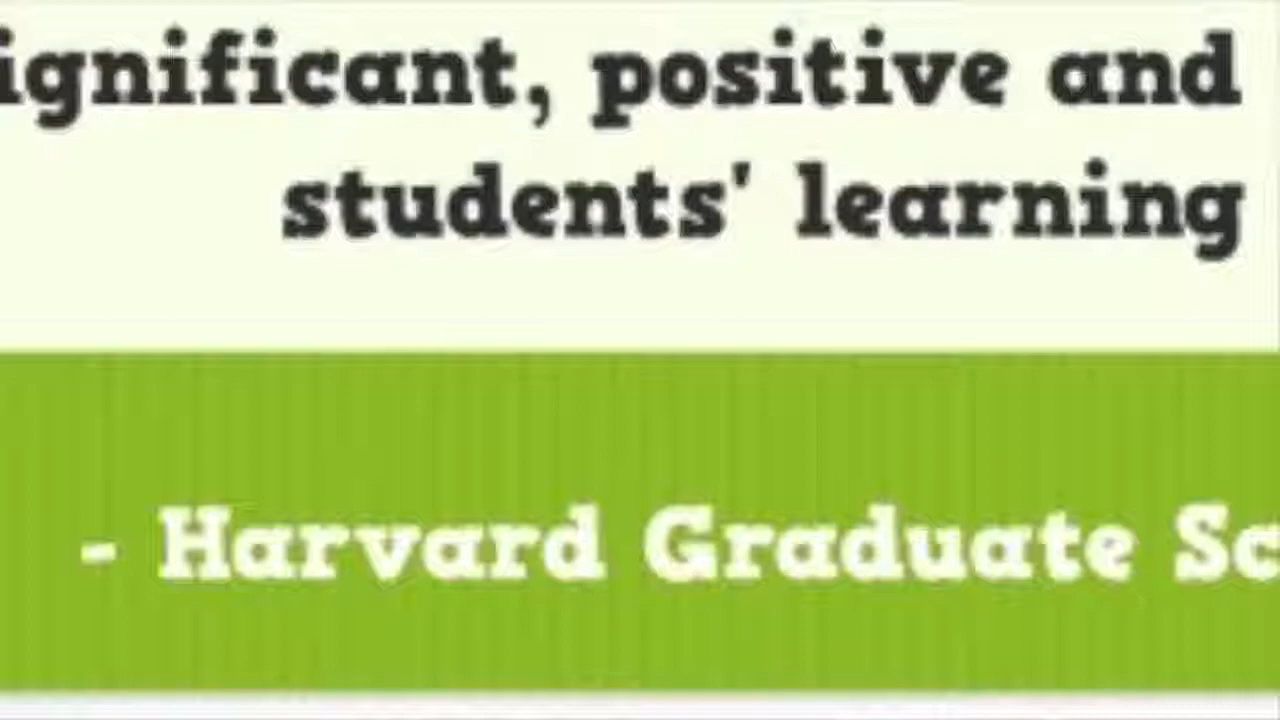 ignificant, positive and
students' learning
- Harvard Graduate Sc